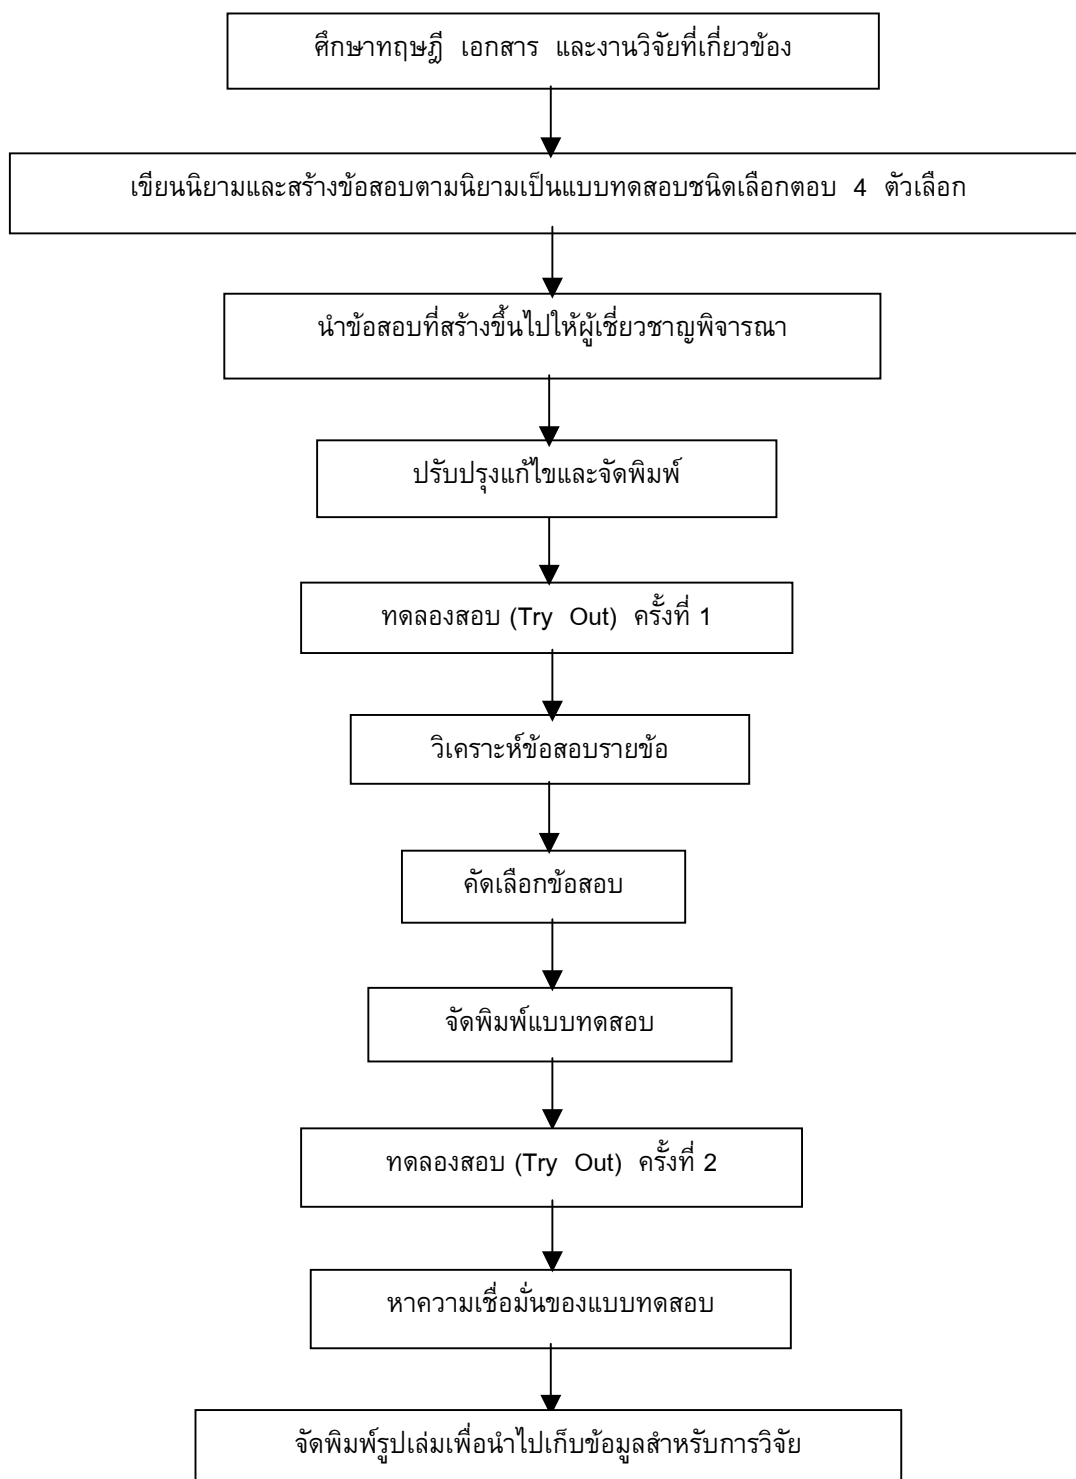 ศึกษาทฤษฎี เอกสาร และงานวิจัยที่เกี่ยวข้อง
เขียนนิยามและสร้างข้อสอบตามนิยามเป็นแบบทดสอบชนิดเลือกตอบ 4 ตัวเลือก
นำข้อสอบที่สร้างขึ้นไปให้ผู้เชี่ยวชาญพิจารณา
ปรับปรุงแก้ไขและจัดพิมพ์
ทดลองสอบ (Try Out) ครั้งที่ 1
วิเคราะห์ข้อสอบรายข้อ
คัดเลือกข้อสอบ
จัดพิมพ์แบบทดสอบ
ทดลองสอบ (Try Out) ครั้งที่ 2
หาความเชื่อมั่นของแบบทดสอบ
จัดพิมพ์รูปเล่มเพื่อนำไปเก็บข้อมูลสำหรับการวิจัย